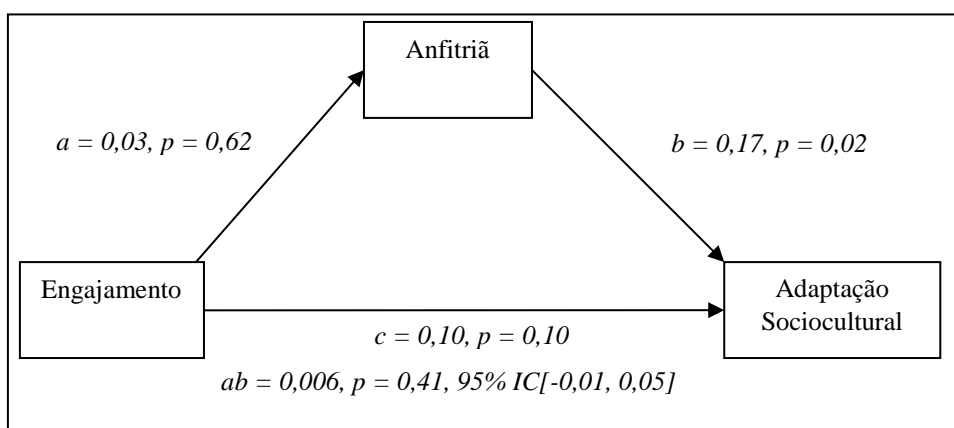 Anfitriã
a = 0,03, p = 0,62
b = 0,17, p = 0,02
Engajamento
Adaptação
Sociocultural
c = 0,10, p = 0,10
ab = 0,006, p = 0,41, 95% IC[-0,01, 0,05]